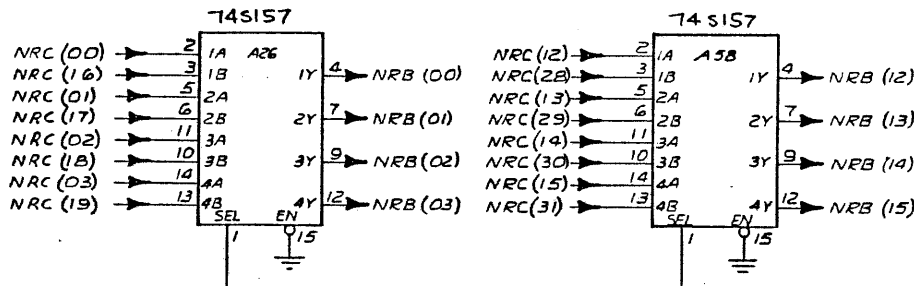 74S157
NRC (00) 2 1A A26
NRC (16) 3 1B 1Y 4 NRB (00)
NRC (01) 5 2A
NRC (17) 6 2B 2Y 7 NRB (01)
NRC (02) 11 3A
NRC (18) 10 3B 3Y 9 NRB (02)
NRC (03) 14 4A
NRC (19) 13 4B 4Y 12 NRB (03)
SEL EN
1 15
74S157
NRC (12) 2 1A A58
NRC (28) 3 1B 1Y 4 NRB (12)
NRC (13) 5 2A
NRC (29) 6 2B 2Y 7 NRB (13)
NRC (14) 11 3A
NRC (30) 10 3B 3Y 9 NRB (14)
NRC (15) 14 4A
NRC (31) 13 4B 4Y 12 NRB (15)
SEL EN
1 15